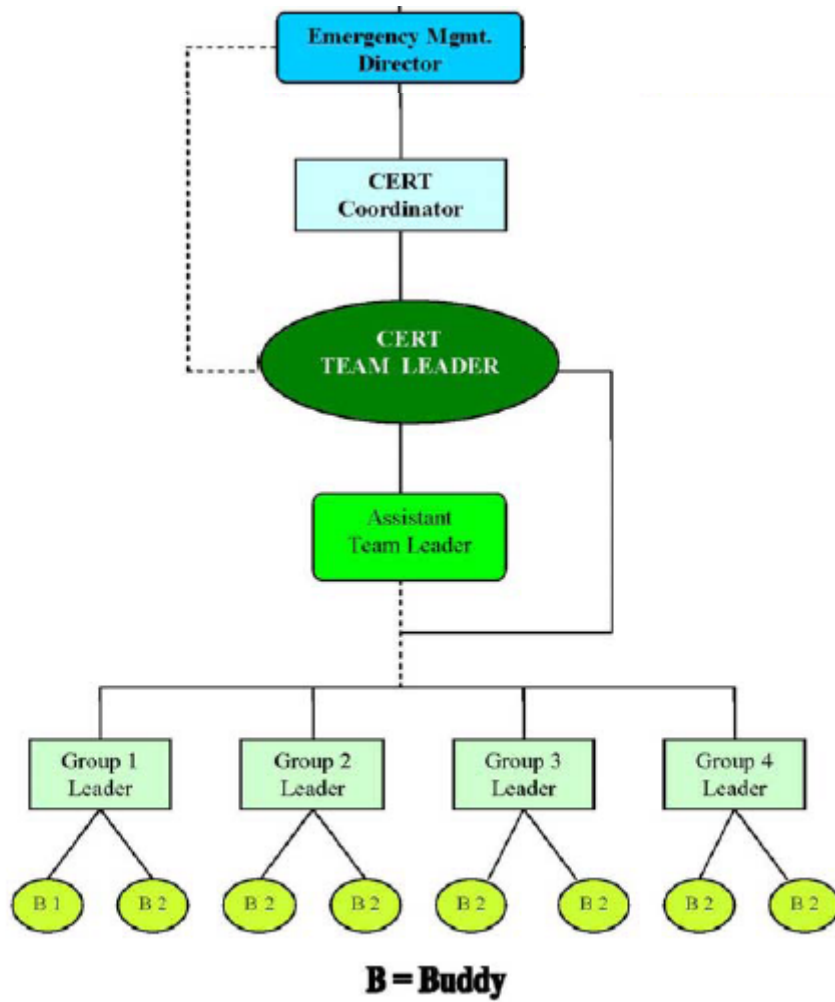 Emergency Mgmt.
Director
CERT
Coordinator
CERT
TEAM LEADER
Assistant
Team Leader
Group 1
Leader
Group 2
Leader
Group 3
Leader
Group 4
Leader
B 1
B 2
B 2
B 2
B 2
B 2
B 2
B 2
B = Buddy